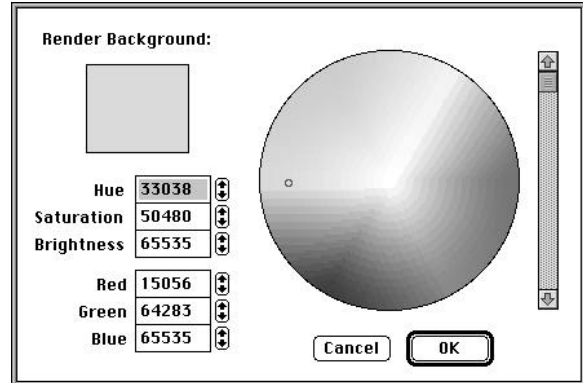 Render Background:
Hue 33038
Saturation 50480
Brightness 65535
Red 15056
Green 64283
Blue 65535
Cancel OK